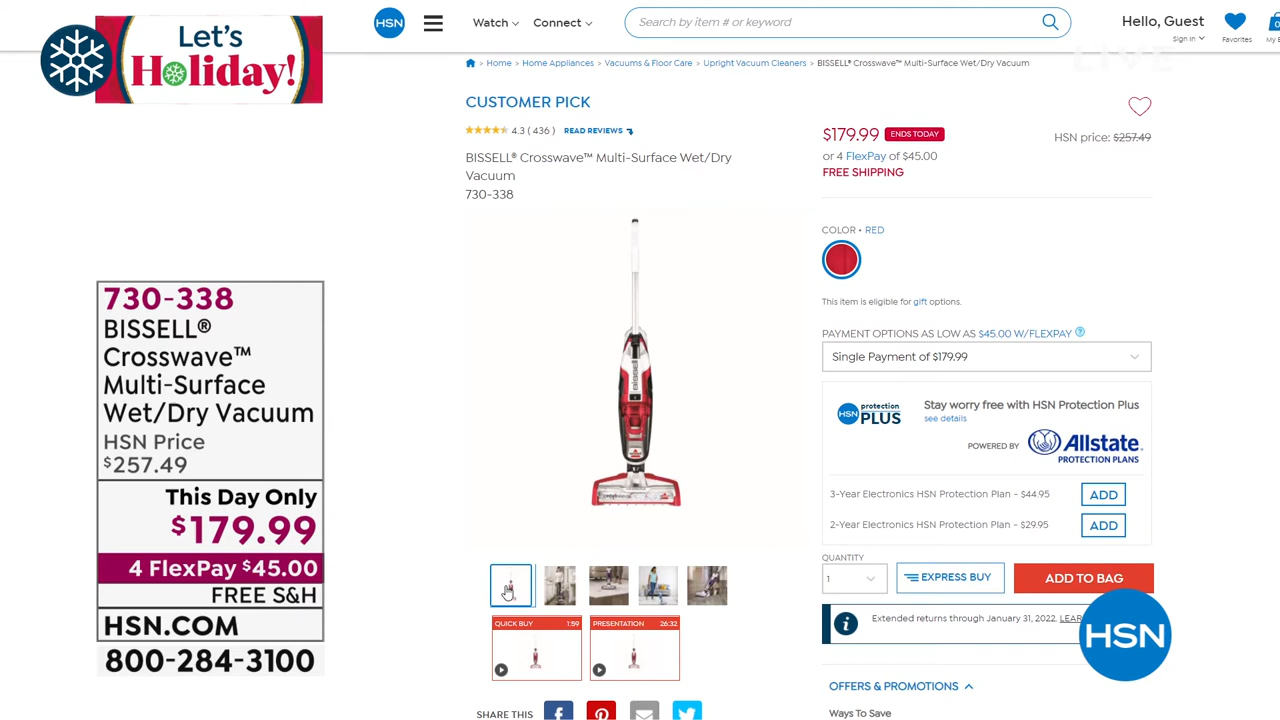 Let's
Holiday!
HSN
Watch
Connect
Search by item # or keyword
Hello, Guest
Sign In
Favorites
0
LIVE
Home > Home Appliances > Vacuums & Floor Care > Upright Vacuum Cleaners > BISSELL® Crosswave™ Multi-Surface Wet/Dry Vacuum
CUSTOMER PICK
4.3 ( 436 ) READ REVIEWS
BISSELL® Crosswave™ Multi-Surface Wet/Dry
Vacuum
730-338
$179.99 ENDS TODAY
HSN price: $257.49
or 4 FlexPay of $45.00
FREE SHIPPING
COLOR • RED
This item is eligible for gift options.
PAYMENT OPTIONS AS LOW AS $45.00 W/FLEXPAY ?
Single Payment of $179.99
HSN protection
PLUS
Stay worry free with HSN Protection Plus
see details
POWERED BY Allstate
PROTECTION PLANS
3-Year Electronics HSN Protection Plan - $44.95 ADD
2-Year Electronics HSN Protection Plan - $29.95 ADD
QUANTITY
1
EXPRESS BUY
ADD TO BAG
Extended returns through January 31, 2022. LEAR
HSN
OFFERS & PROMOTIONS
Ways To Save
730-338
BISSELL®
Crosswave™
Multi-Surface
Wet/Dry Vacuum
HSN Price
$257.49
This Day Only
$179.99
4 FlexPay $45.00
FREE S&H
HSN.COM
800-284-3100
BISSELL
QUICK BUY 1:59
PRESENTATION 26:32
SHARE THIS